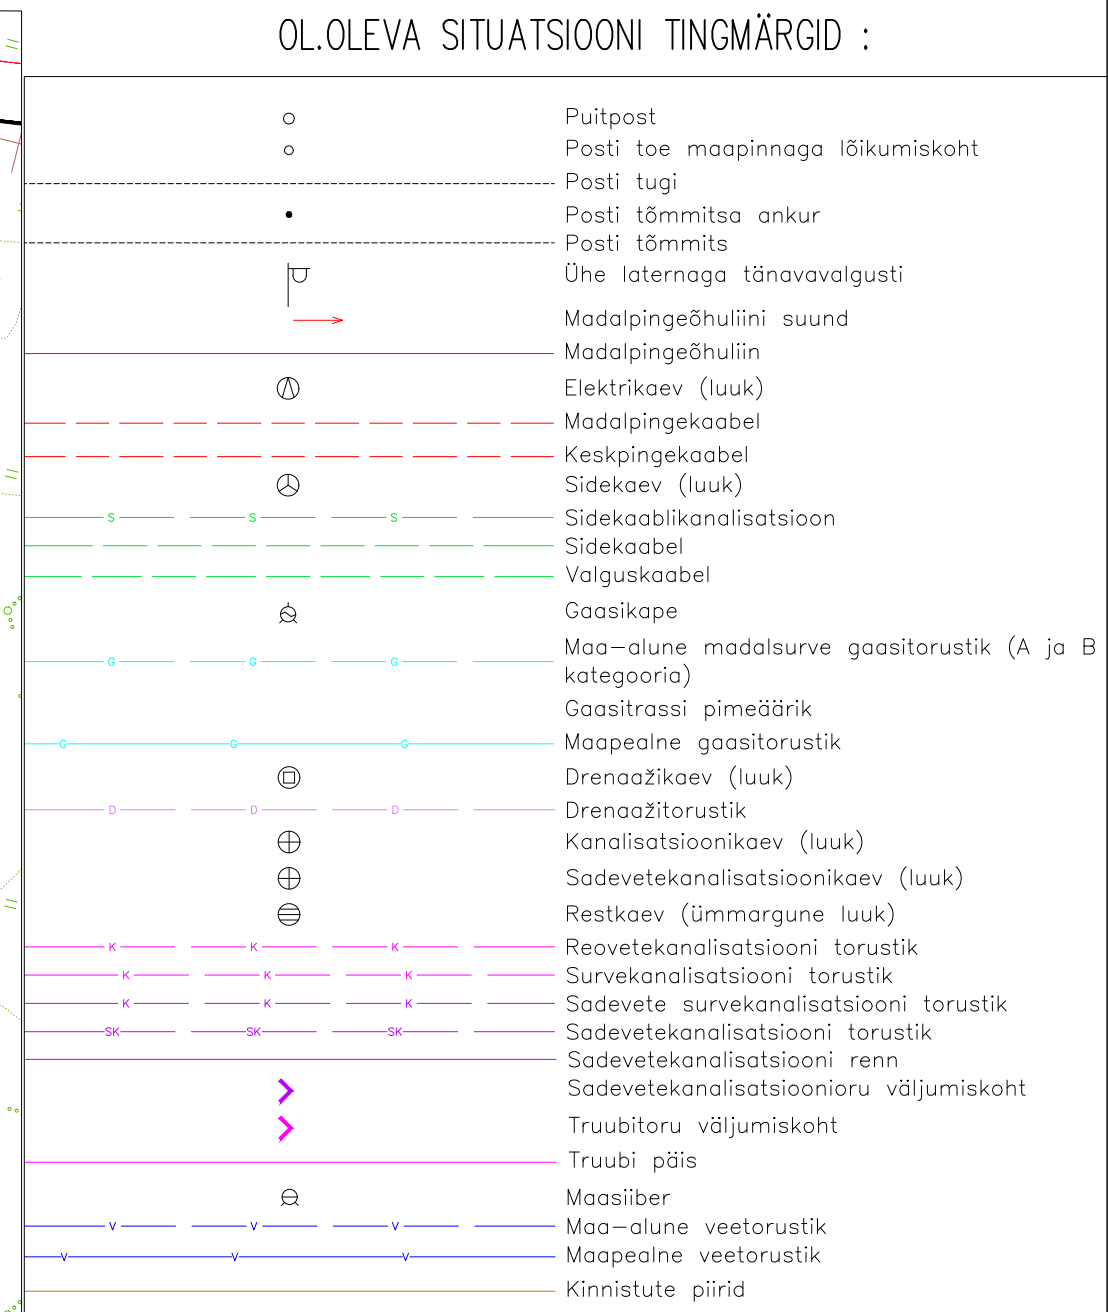 OL.OLEVA SITUATSIOONI TINGMÄRGID :
Puitpost
Posti toe maapinnaga lõikumiskoht
Posti tugi
Posti tõmmitsa ankur
Posti tõmmits
Ühe laternaga tänavavalgusti
Madalpingeõhuliini suund
Madalpingeõhuliin
Elektrikaev (luuk)
Madalpingekaabel
Keskpingekaabel
Sidekaev (luuk)
S S S Sidekaablikanalisatsioon
Sidekaabel
Valguskaabel
Gaasikape
G G G Maa-alune madalsurve gaasitorustik (A ja B
kategooria)
Gaasitrassi pimeäärik
G G G Maapealne gaasitorustik
Drenaažikaev (luuk)
D D D Drenaažitorustik
Kanalisatsioonikaev (luuk)
Sadevetekanalisatsioonikaev (luuk)
Restkaev (ümmargune luuk)
K K K Reovetekanalisatsiooni torustik
K K K Survekanalisatsiooni torustik
K K K Sadevete survekanalisatsiooni torustik
SK SK SK Sadevetekanalisatsiooni torustik
Sadevetekanalisatsiooni renn
Sadevetekanalisatsioonioru väljumiskoht
Truubitoru väljumiskoht
Truubi päis
Maasiiber
V V V Maa-alune veetorustik
V V V Maapealne veetorustik
Kinnistute piirid